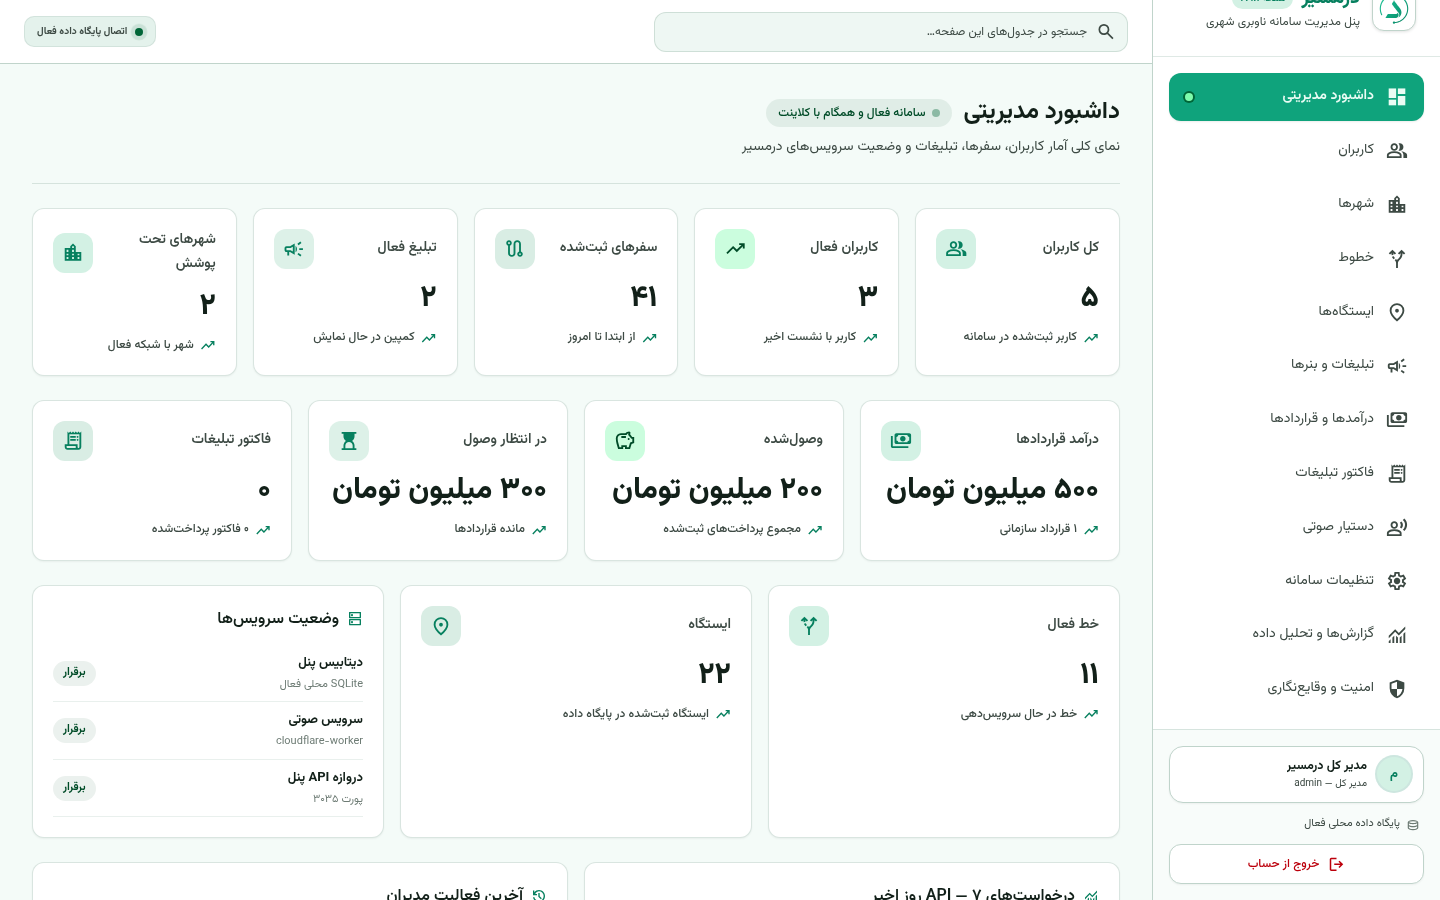 درمسیر
پنل مدیریت سامانه ناوبری شهری
داشبورد مدیریتی
کاربران
شهرها
خطوط
ایستگاه‌ها
تبلیغات و بنرها
درآمدها و قراردادها
فاکتور تبلیغات
دستیار صوتی
تنظیمات سامانه
گزارش‌ها و تحلیل داده
امنیت و وقایع‌نگاری
م
مدیر کل درمسیر
مدیر کل — admin
پایگاه داده محلی فعال
خروج از حساب
جستجو در جدول‌های این صفحه...
اتصال پایگاه داده فعال
داشبورد مدیریتی
سامانه فعال و همگام با کلاینت
نمای کلی آمار کاربران، سفرها، تبلیغات و وضعیت سرویس‌های درمسیر
کل کاربران
۵
کاربر ثبت‌شده در سامانه
کاربران فعال
۳
کاربر با نشست اخیر
سفرهای ثبت‌شده
۴۱
از ابتدا تا امروز
تبلیغ فعال
۲
کمپین در حال نمایش
شهرهای تحت
پوشش
۲
شهر با شبکه فعال
درآمد قراردادها
۵۰۰ میلیون تومان
۱ قرارداد سازمانی
وصول‌شده
۲۰۰ میلیون تومان
مجموع پرداخت‌های ثبت‌شده
در انتظار وصول
۳۰۰ میلیون تومان
مانده قراردادها
فاکتور تبلیغات
۰
۰ فاکتور پرداخت‌شده
خط فعال
۱۱
خط در حال سرویس‌دهی
ایستگاه
۲۲
ایستگاه ثبت‌شده در پایگاه داده
وضعیت سرویس‌ها
دیتابیس پنل
SQLite محلی فعال
برقرار
سرویس صوتی
cloudflare-worker
برقرار
دروازه API پنل
پورت ۳۰۳۵
برقرار
درخواست‌های API — ۷ روز اخیر
آخرین فعالیت مدیران